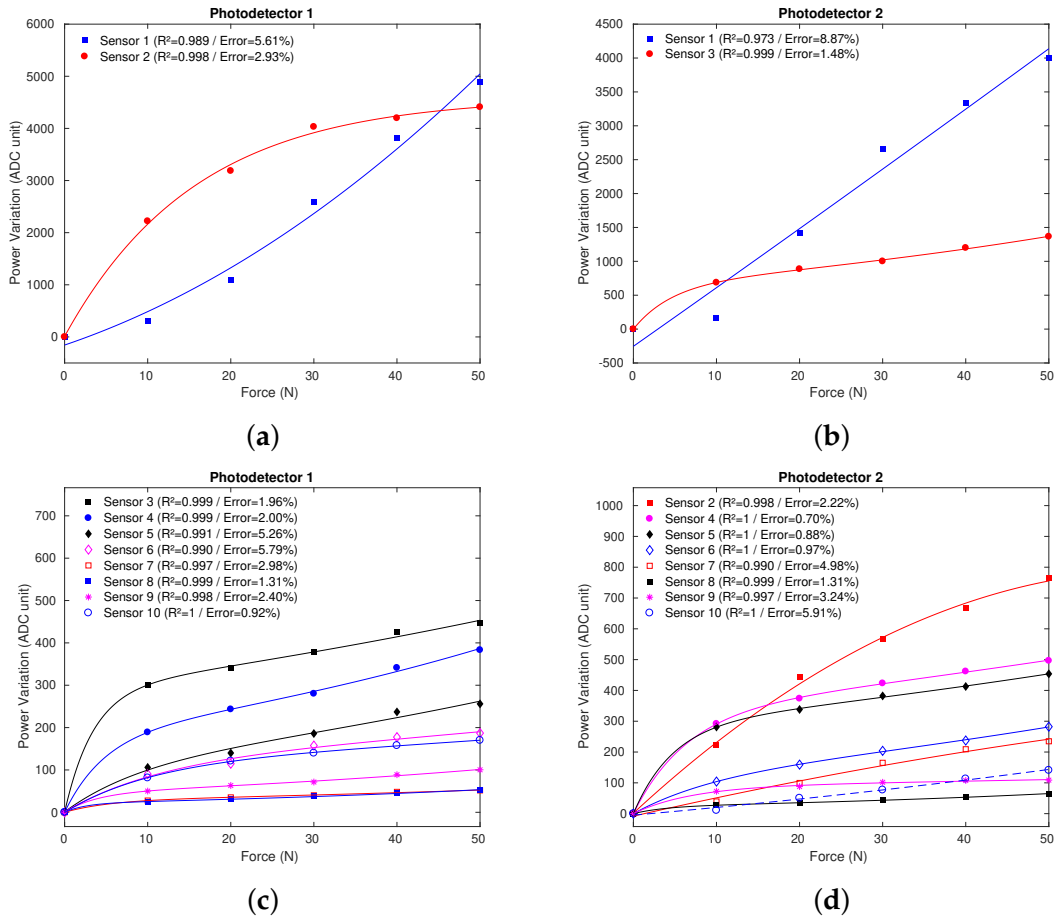 Photodetector 1
6000
5000
4000
3000
2000
1000
0
Power Variation (ADC unit)
Sensor 1 (R²=0.989 / Error=5.61%)
Sensor 2 (R²=0.998 / Error=2.93%)
0 10 20 30 40 50
Force (N)
(a)
Photodetector 2
4500
4000
3500
3000
2500
2000
1500
1000
500
0
-500
Power Variation (ADC unit)
Sensor 1 (R²=0.973 / Error=8.87%)
Sensor 3 (R²=0.999 / Error=1.48%)
0 10 20 30 40 50
Force (N)
(b)
Photodetector 1
700
600
500
400
300
200
100
0
Power Variation (ADC unit)
Sensor 3 (R²=0.999 / Error=1.96%)
Sensor 4 (R²=0.999 / Error=2.00%)
Sensor 5 (R²=0.991 / Error=5.26%)
Sensor 6 (R²=0.990 / Error=5.79%)
Sensor 7 (R²=0.997 / Error=2.98%)
Sensor 8 (R²=0.999 / Error=1.31%)
Sensor 9 (R²=0.998 / Error=2.40%)
Sensor 10 (R²=1 / Error=0.92%)
0 10 20 30 40 50
Force (N)
(c)
Photodetector 2
1000
900
800
700
600
500
400
300
200
100
0
Power Variation (ADC unit)
Sensor 2 (R²=0.998 / Error=2.22%)
Sensor 4 (R²=1 / Error=0.70%)
Sensor 5 (R²=1 / Error=0.88%)
Sensor 6 (R²=1 / Error=0.97%)
Sensor 7 (R²=0.990 / Error=4.98%)
Sensor 8 (R²=0.999 / Error=1.31%)
Sensor 9 (R²=0.997 / Error=3.24%)
Sensor 10 (R²=1 / Error=5.91%)
0 10 20 30 40 50
Force (N)
(d)